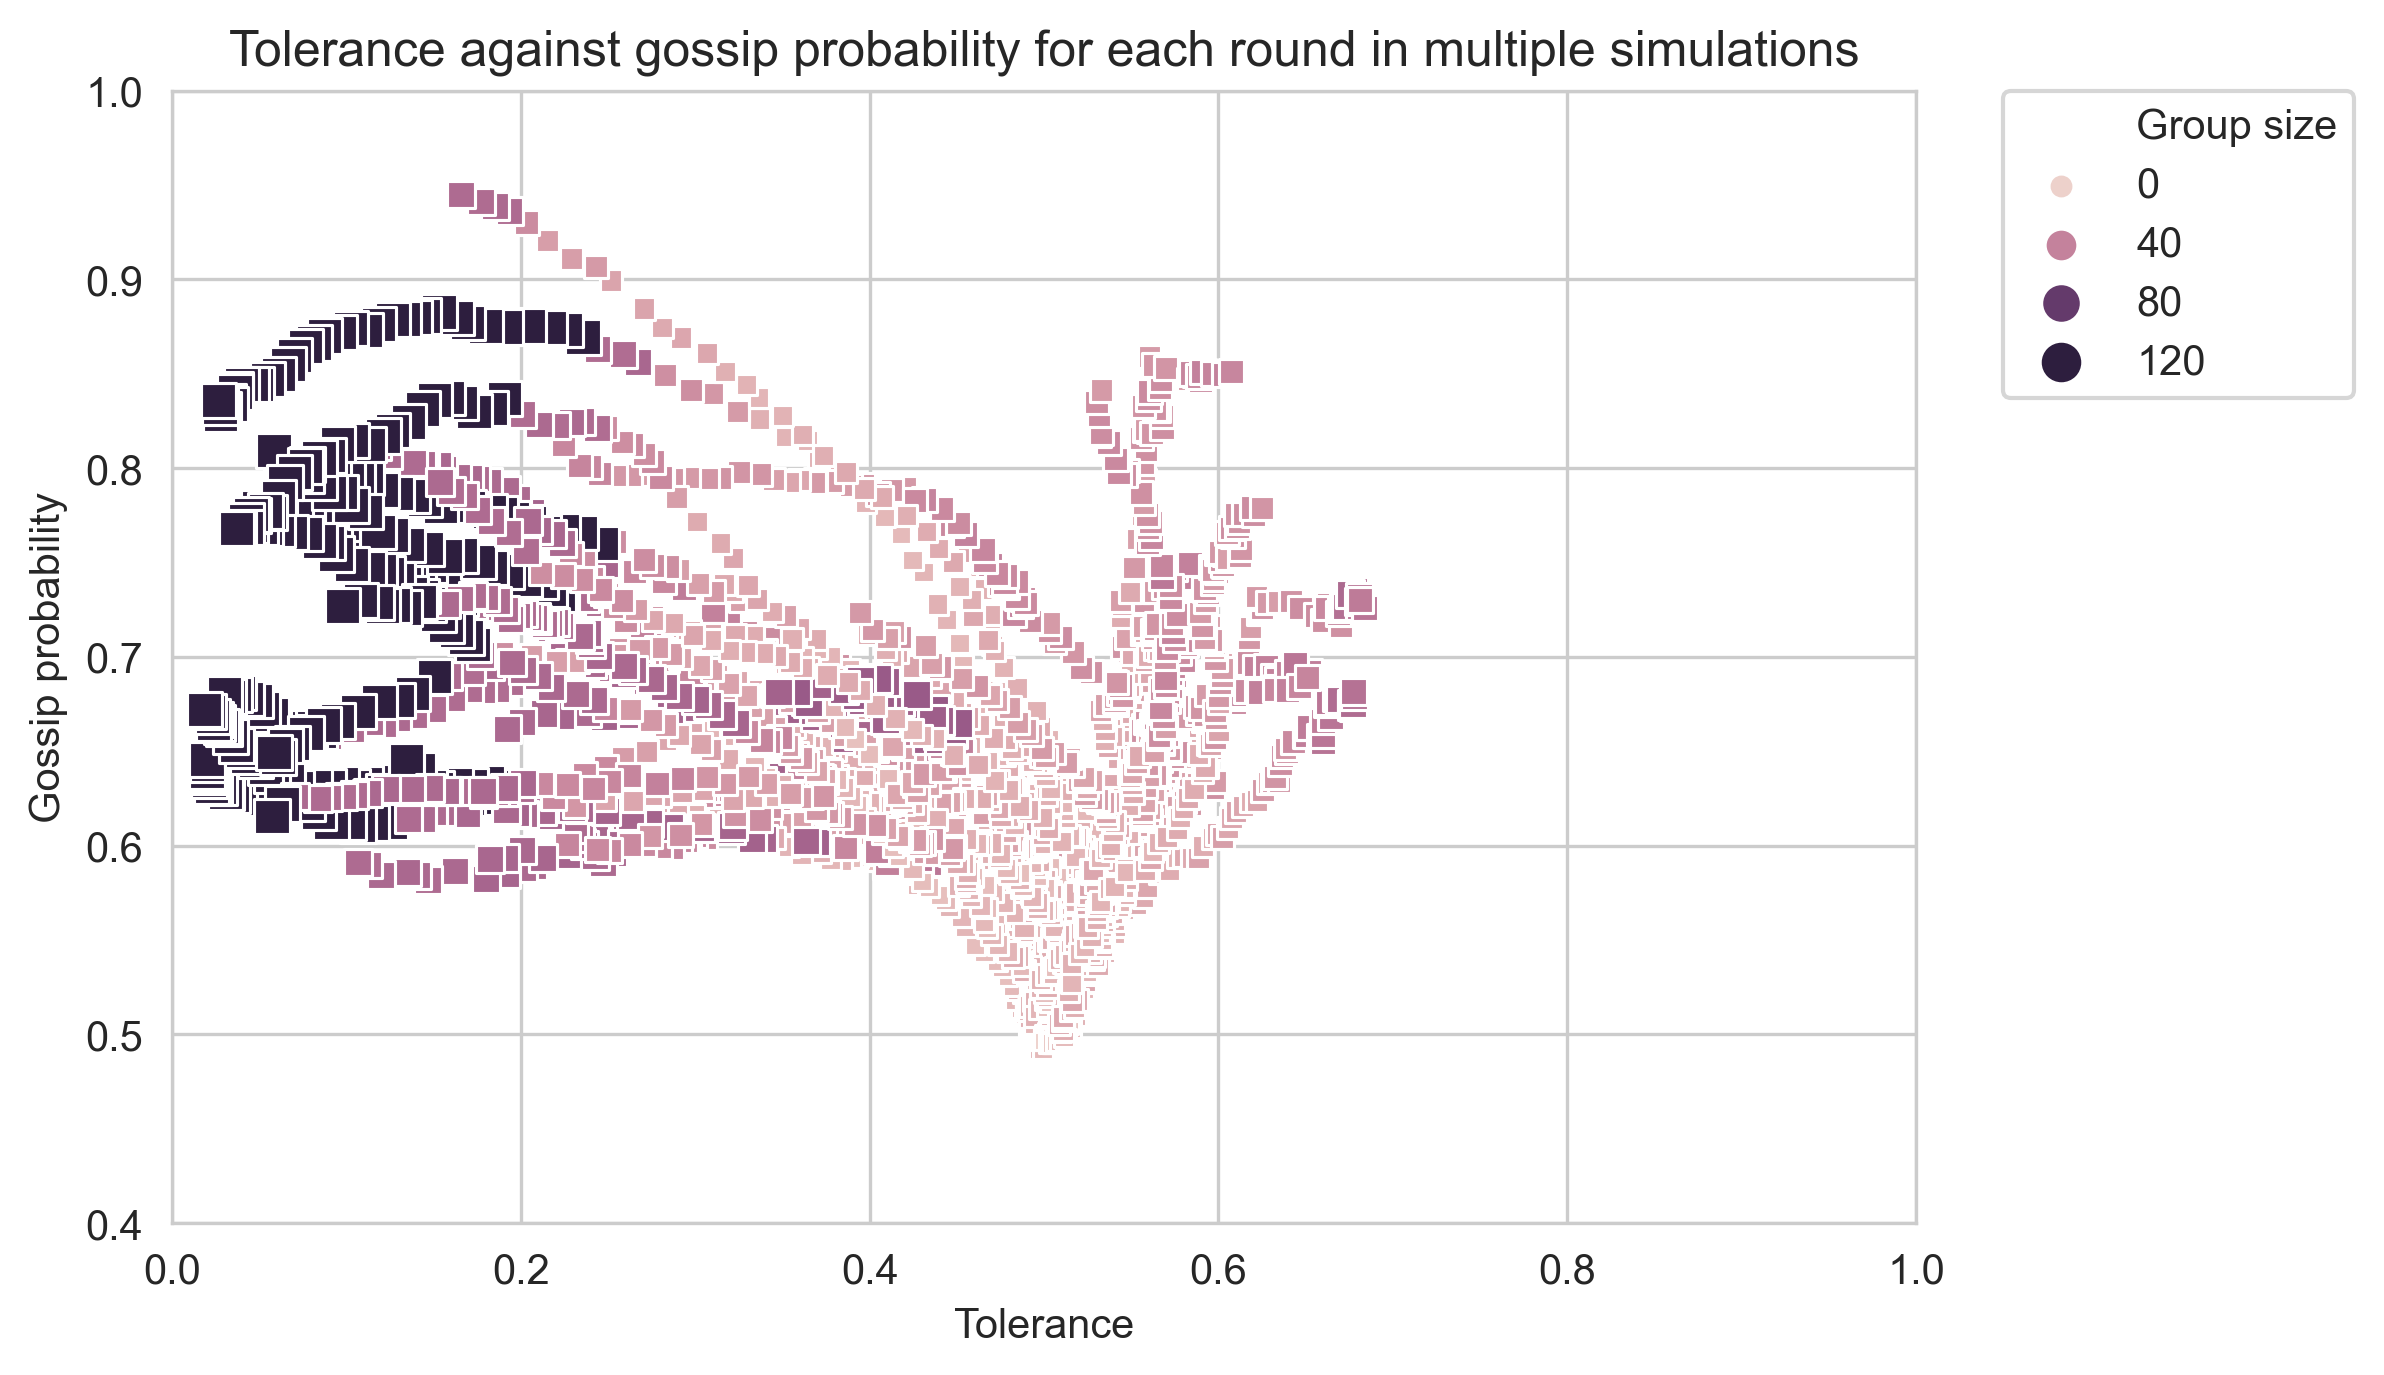 Tolerance against gossip probability for each round in multiple simulations
1.0
0.9
0.8
0.7
0.6
0.5
0.4
Gossip probability
0.0 0.2 0.4 0.6 0.8 1.0
Tolerance
Group size
0
40
80
120